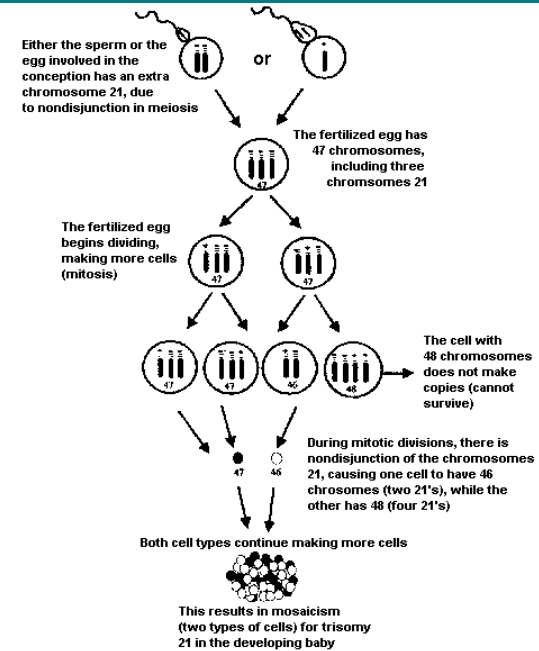 Either the sperm or the
egg involved in the
conception has an extra
chromosome 21, due
to nondisjunction in meiosis
or
The fertilized egg has
47 chromosomes,
including three
chromsomes 21
47
The fertilized egg
begins dividing,
making more cells
(mitosis)
47
47
47
47
46
48
The cell with
48 chromosomes
does not make
copies (cannot
survive)
During mitotic divisions, there is
nondisjunction of the chromosomes
21, causing one cell to have 46
chrosomes (two 21's), while the
other has 48 (four 21's)
47
46
Both cell types continue making more cells
This results in mosaicism
(two types of cells) for trisomy
21 in the developing baby